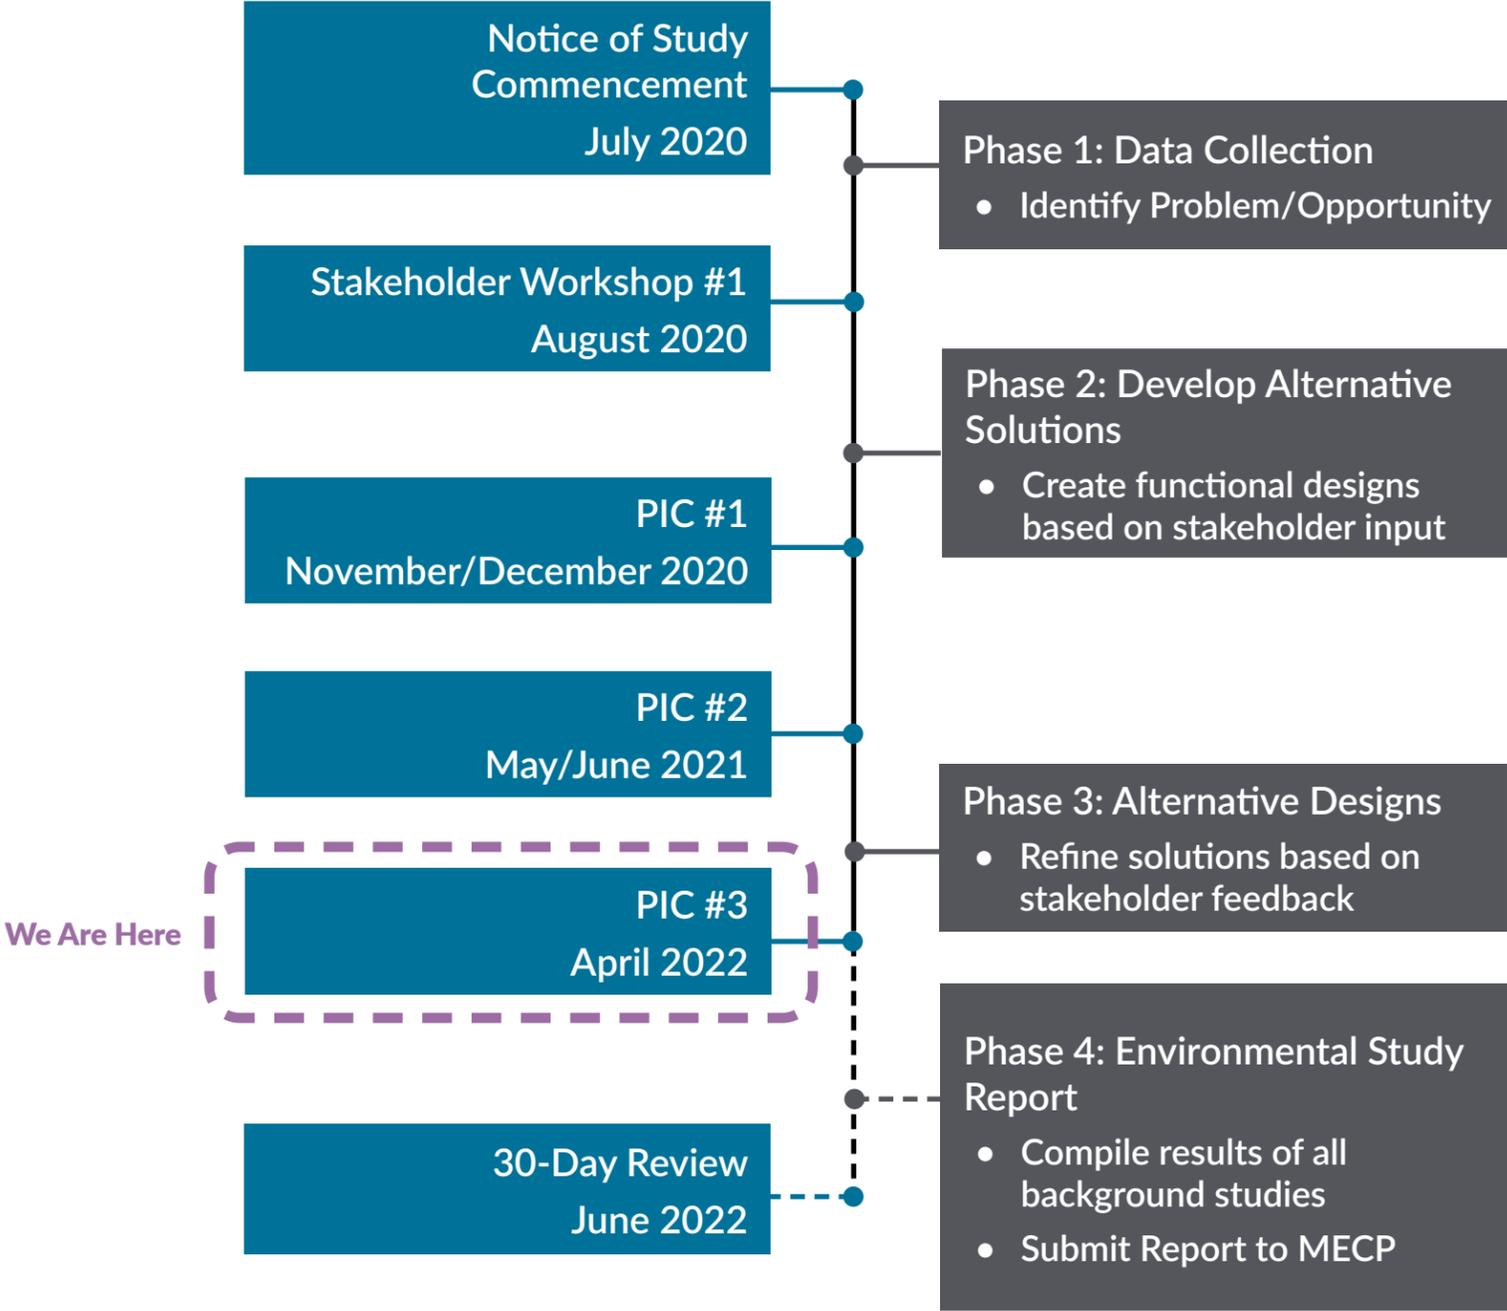 Notice of Study
Commencement
July 2020
Phase 1: Data Collection
● Identify Problem/Opportunity
Stakeholder Workshop #1
August 2020
Phase 2: Develop Alternative
Solutions
● Create functional designs
based on stakeholder input
PIC #1
November/December 2020
PIC #2
May/June 2021
Phase 3: Alternative Designs
● Refine solutions based on
stakeholder feedback
We Are Here
PIC #3
April 2022
Phase 4: Environmental Study
Report
● Compile results of all
background studies
● Submit Report to MECP
30-Day Review
June 2022